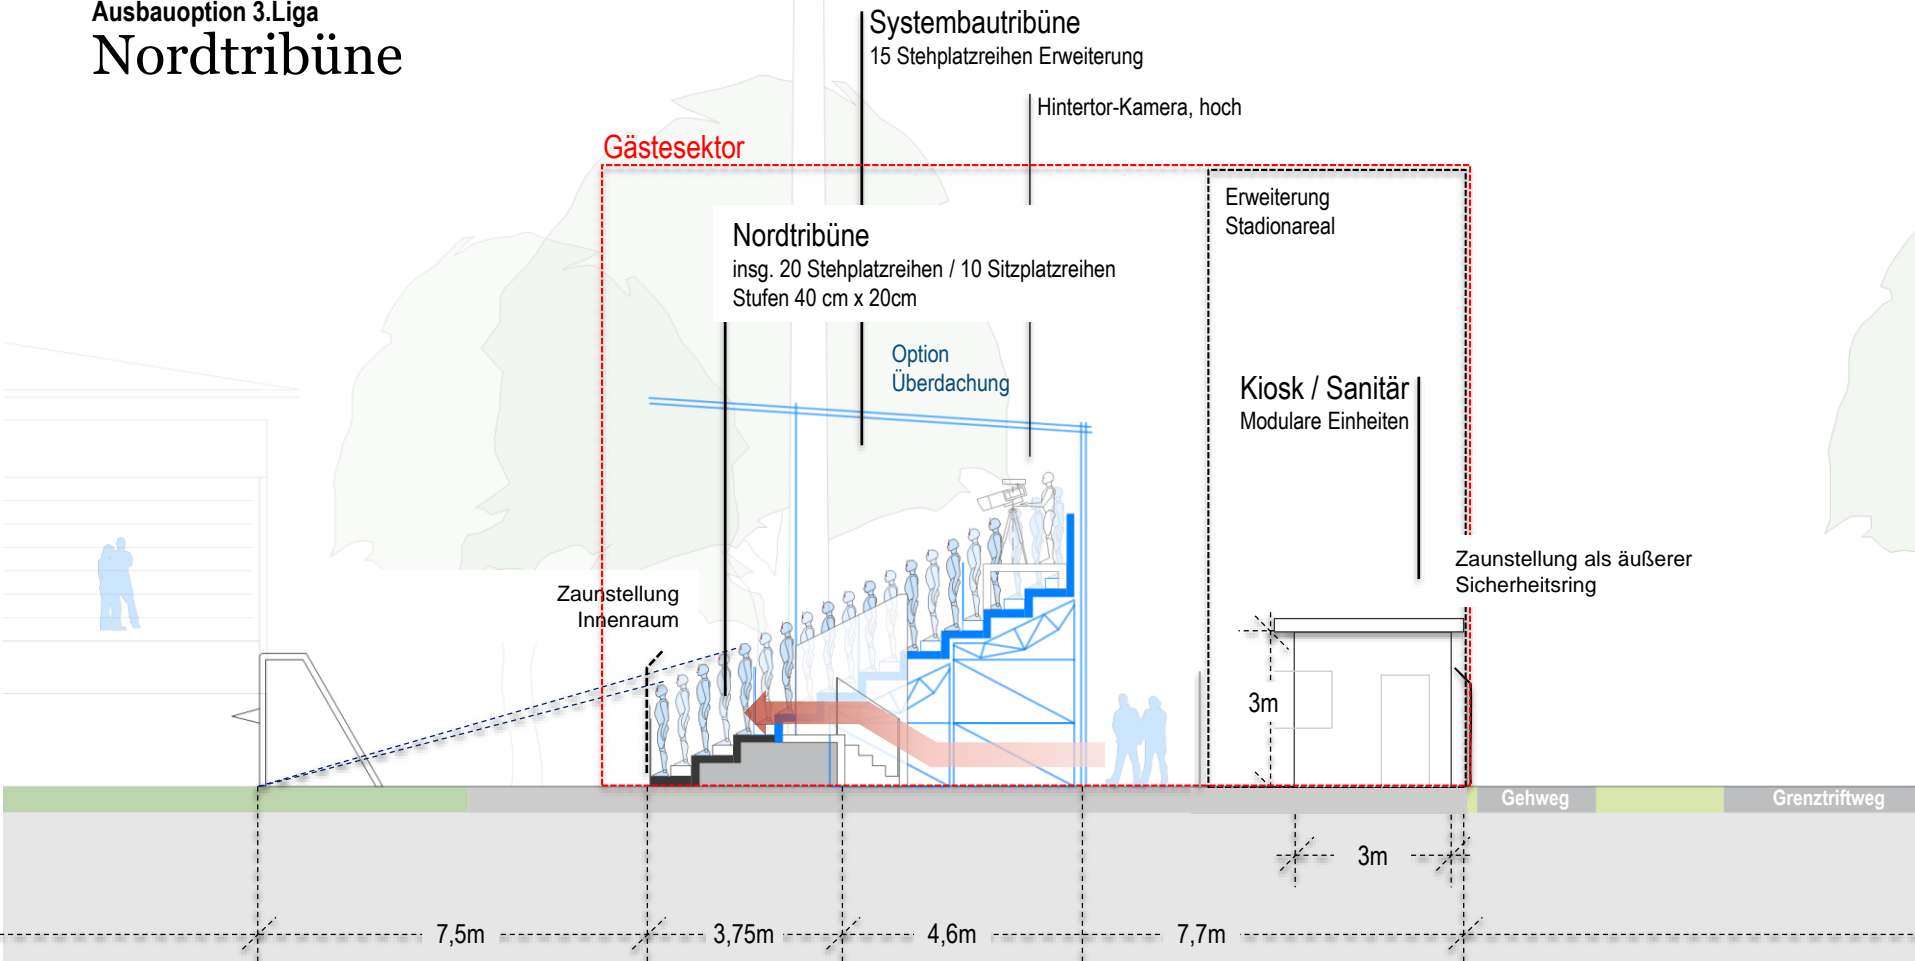 Ausbauoption 3.Liga
Nordtribüne
Systembautribüne
15 Stehplatzreihen Erweiterung
Hintertor-Kamera, hoch
Gästesektor
Erweiterung
Stadionareal
Nordtribüne
insg. 20 Stehplatzreihen / 10 Sitzplatzreihen
Stufen 40 cm x 20cm
Option
Überdachung
Kiosk / Sanitär
Modulare Einheiten
Zaunstellung als äußerer
Sicherheitsring
Zaunstellung
Innenraum
3m
Gehweg
Grenztriftweg
3m
7,5m
3,75m
4,6m
7,7m